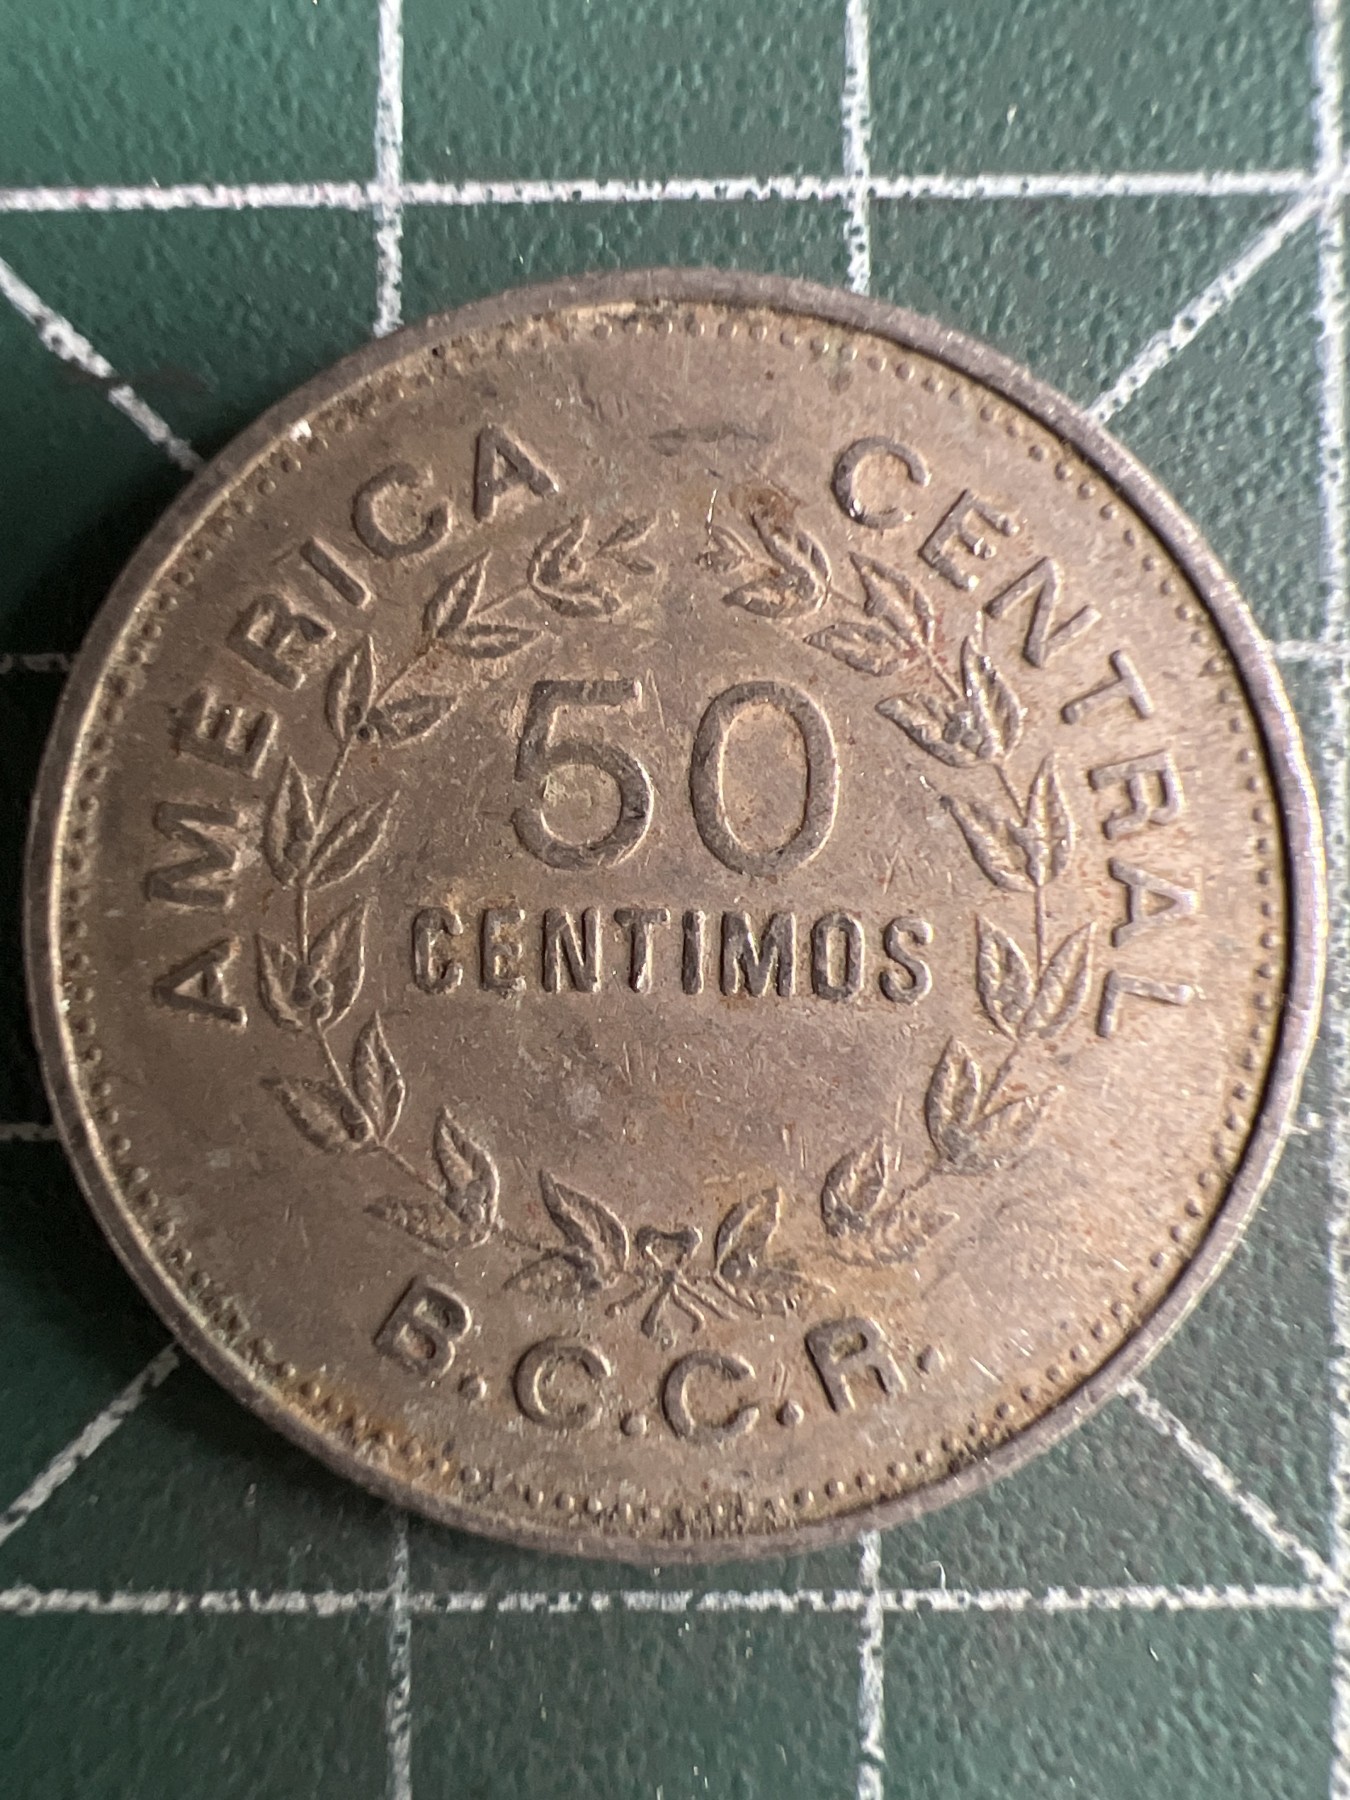 AMERICA CENTRAL
50
CENTIMOS
B.C.C.R.